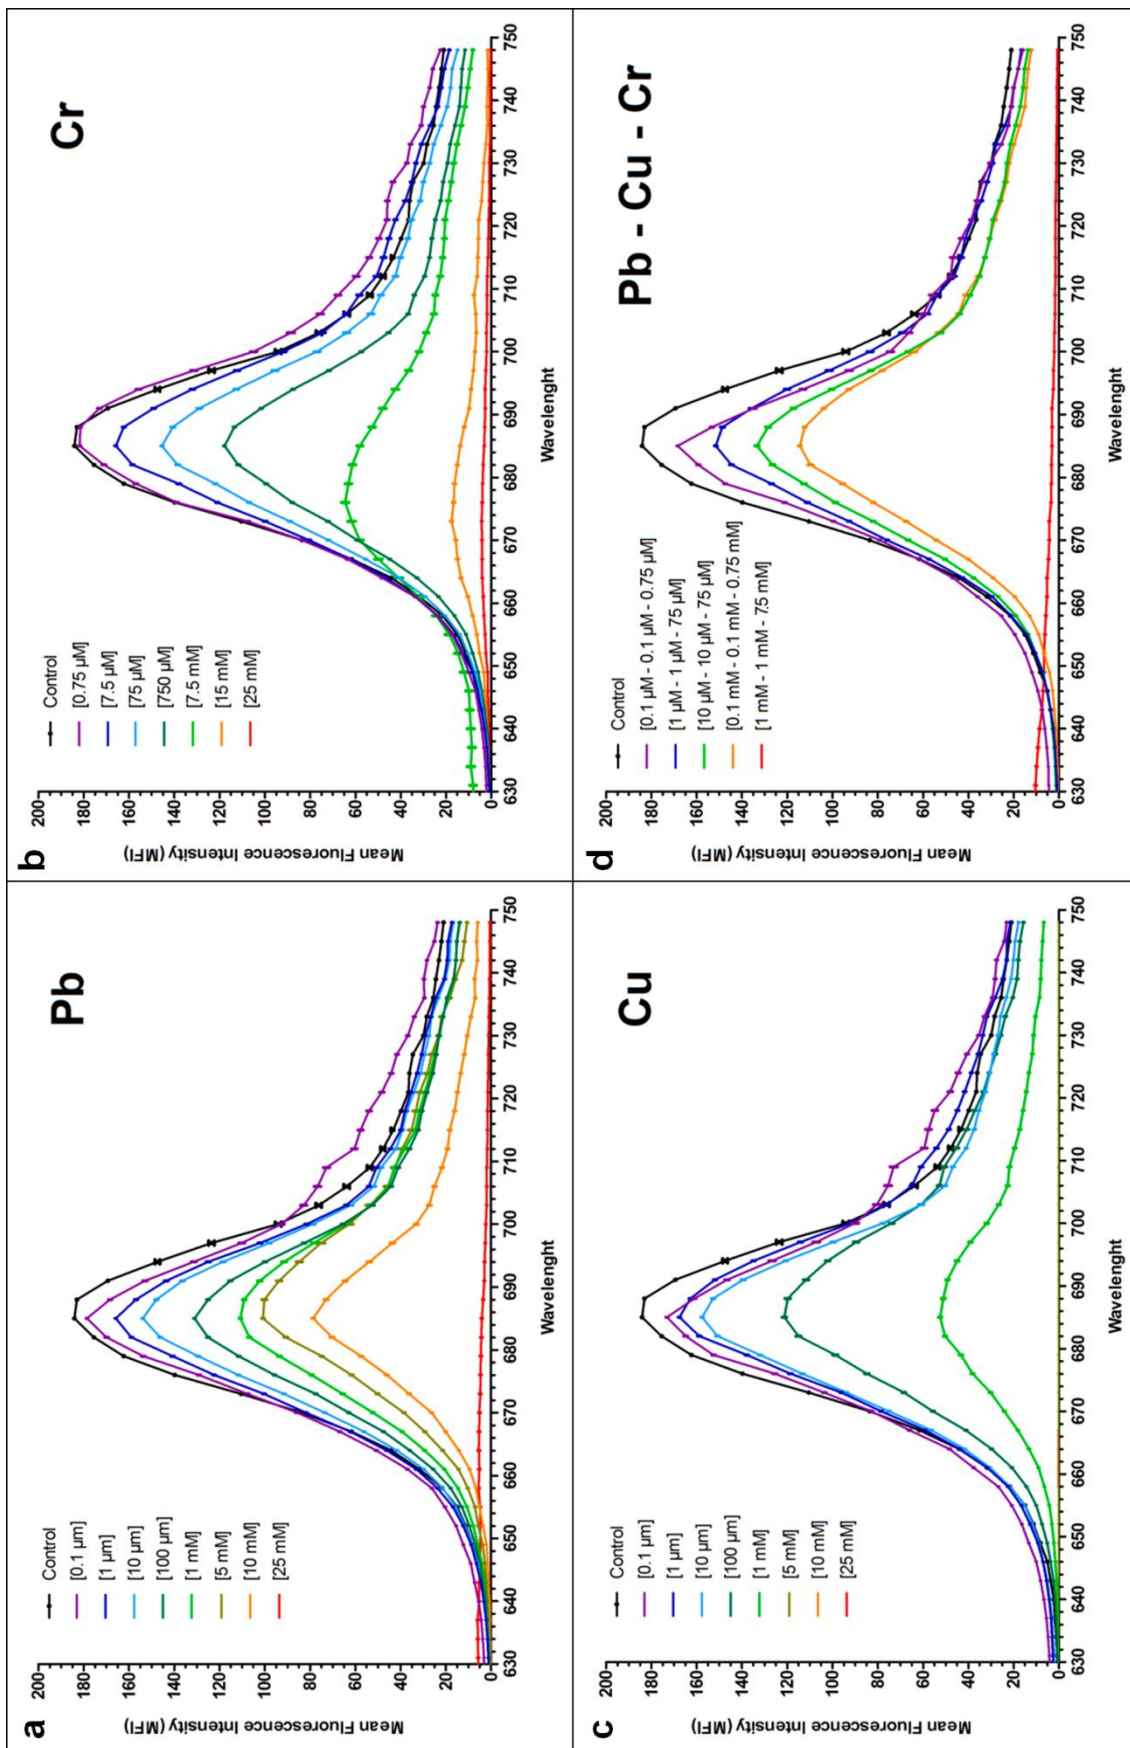 a
Pb
Mean Fluorescence Intensity (MFI)
200
180
160
140
120
100
80
60
40
20
0
Control
[0.1 µm]
[1 µm]
[10 µm]
[100 µm]
[1 mM]
[5 mM]
[10 mM]
[25 mM]
630 640 650 660 670 680 690 700 710 720 730 740 750
Wavelenght
b
Cr
Mean Fluorescence Intensity (MFI)
200
180
160
140
120
100
80
60
40
20
0
Control
[0.75 µM]
[7.5 µM]
[75 µM]
[750 µM]
[7.5 mM]
[15 mM]
[25 mM]
630 640 650 660 670 680 690 700 710 720 730 740 750
Wavelenght
c
Cu
Mean Fluorescence Intensity (MFI)
200
180
160
140
120
100
80
60
40
20
0
Control
[0.1 µm]
[1 µm]
[10 µm]
[100 µm]
[1 mM]
[5 mM]
[10 mM]
[25 mM]
630 640 650 660 670 680 690 700 710 720 730 740 750
Wavelenght
d
Pb - Cu - Cr
Mean Fluorescence Intensity (MFI)
200
180
160
140
120
100
80
60
40
20
0
Control
[0.1 µM - 0.1 µM - 0.75 µM]
[1 µM - 1 µM - 75 µM]
[10 µM - 10 µM - 75 µM]
[0.1 mM - 0.1 mM - 0.75 mM]
[1 mM - 1 mM - 7.5 mM]
630 640 650 660 670 680 690 700 710 720 730 740 750
Wavelenght